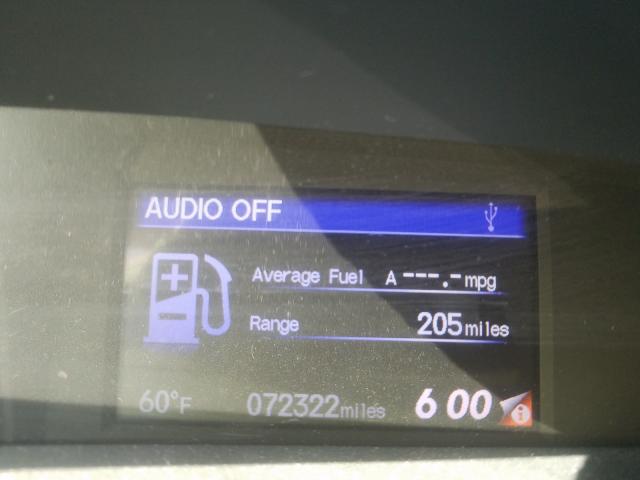 AUDIO OFF
Average Fuel A ---.- mpg
Range 205 miles
60°F 072322 miles 6 00 i